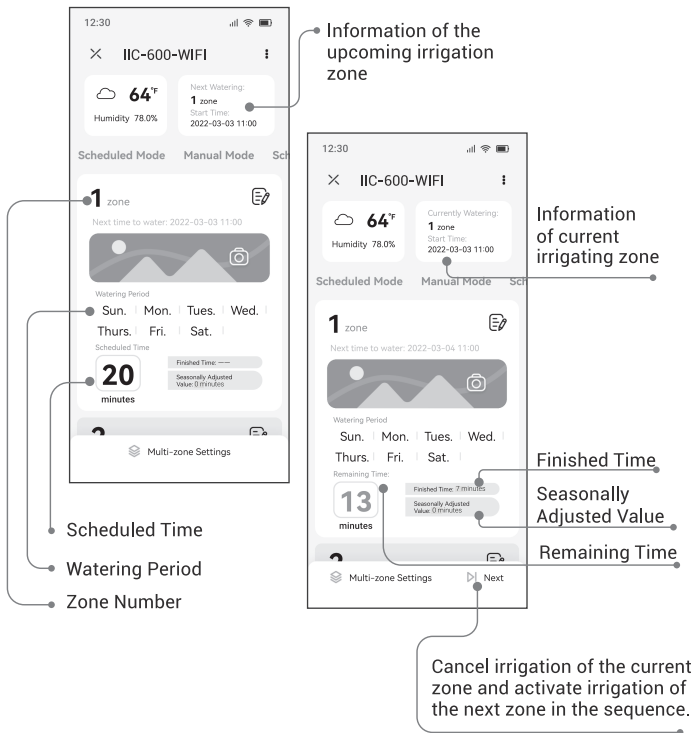 12:30
IIC-600-WIFI
64°F
Humidity 78.0%
Next Watering:
1 zone
Start Time:
2022-03-03 11:00
Scheduled Mode Manual Mode Sch
1 zone
Next time to water: 2022-03-03 11:00
Watering Period
Sun. Mon. Tues. Wed.
Thurs. Fri. Sat.
Scheduled Time
20
minutes
Finished Time: ——
Seasonally Adjusted
Value: 0 minutes
2
Multi-zone Settings
Information of the
upcoming irrigation
zone
Scheduled Time
Watering Period
Zone Number
12:30
IIC-600-WIFI
64°F
Humidity 78.0%
Currently Watering:
1 zone
Start Time:
2022-03-03 11:00
Scheduled Mode Manual Mode Sch
1 zone
Next time to water: 2022-03-04 11:00
Watering Period
Sun. Mon. Tues. Wed.
Thurs. Fri. Sat.
Remaining Time:
13
minutes
Finished Time: 7 minutes
Seasonally Adjusted
Value: 0 minutes
2
Multi-zone Settings Next
Information
of current
irrigating zone
Finished Time
Seasonally
Adjusted Value
Remaining Time
Cancel irrigation of the current
zone and activate irrigation of
the next zone in the sequence.